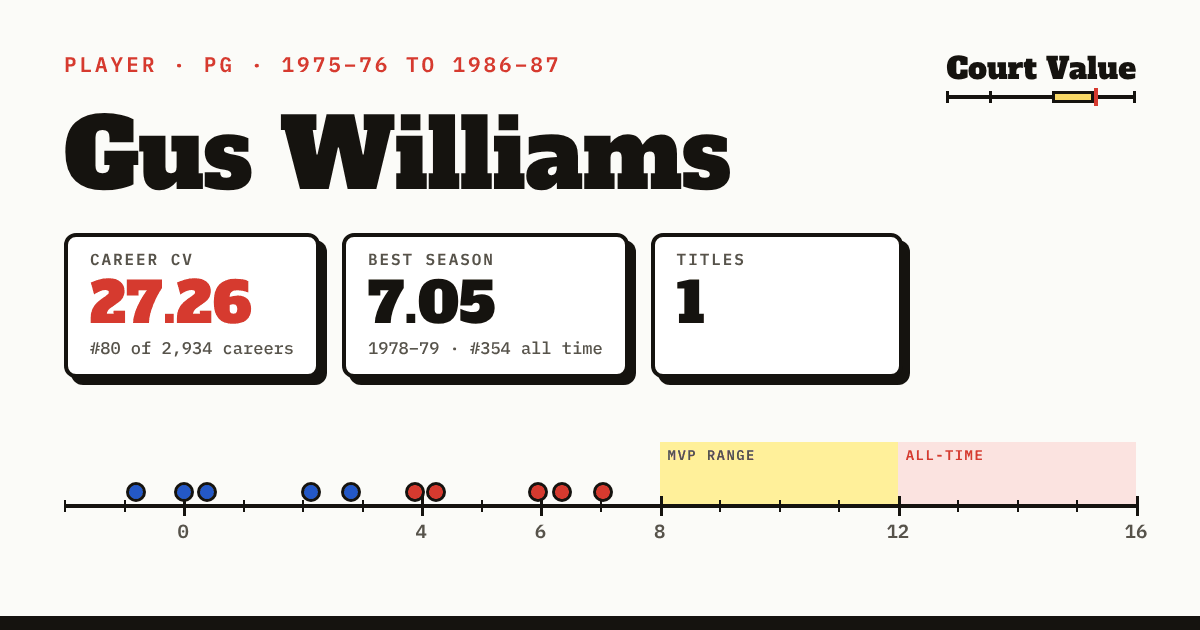 PLAYER · PG · 1975–76 TO 1986–87
Court Value
Gus Williams
CAREER CV
27.26
#80 of 2,934 careers
BEST SEASON
7.05
1978–79 · #354 all time
TITLES
1
MVP RANGE
ALL-TIME
0 4 6 8 12 16